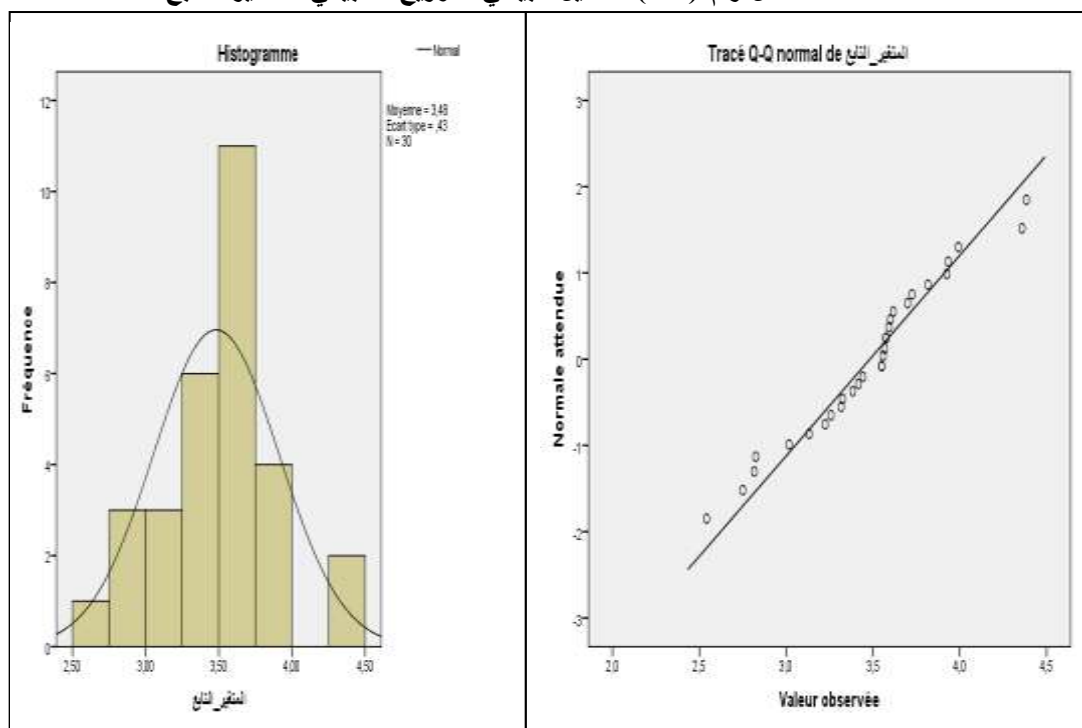 Histogramme
Normal
Moyenne = 3,48
Ecart type = ,43
N = 30
12
10
8
6
4
2
0
Fréquence
2,50 3,00 3,50 4,00 4,50
المتغير_التابع
Tracé Q-Q normal de المتغير_التابع
3
2
1
0
-1
-2
-3
Normale attendue
2,0 2,5 3,0 3,5 4,0 4,5
Valeur observée